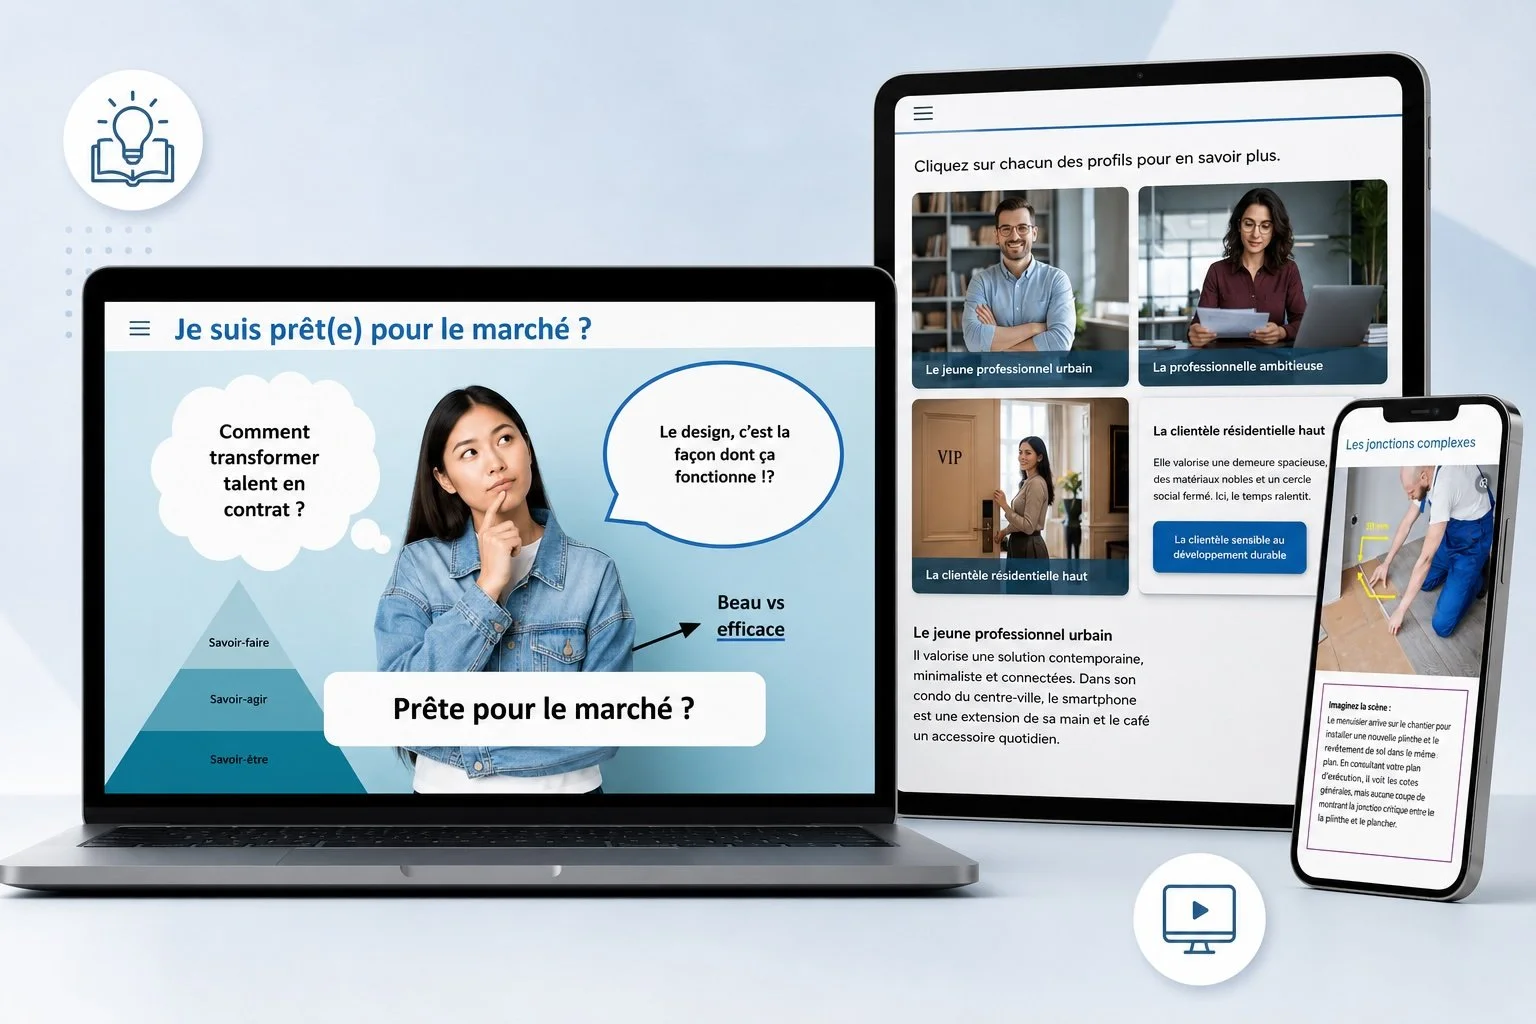 Je suis prêt(e) pour le marché ?
Comment
transformer
talent en
contrat ?
Le design, c'est la
façon dont ça
fonctionne !?
Beau vs
efficace
Savoir-faire
Savoir-agir
Savoir-être
Prête pour le marché ?
Cliquez sur chacun des profils pour en savoir plus.
Le jeune professionnel urbain
La professionnelle ambitieuse
VIP
La clientèle résidentielle haut
La clientèle résidentielle haut
Elle valorise une demeure spacieuse,
des matériaux nobles et un cercle
social fermé. Ici, le temps ralentit.
La clientèle sensible au
développement durable
Le jeune professionnel urbain
Il valorise une solution contemporaine,
minimaliste et connectées. Dans son
condo du centre-ville, le smartphone
est une extension de sa main et le café
un accessoire quotidien.
Les jonctions complexes
Imaginez la scène :
Le menuisier arrive sur le chantier pour
installer une nouvelle plinthe et le
revêtement de sol dans le même
plan. En consultant votre plan
d'exécution, il voit les cotes
générales, mais aucune coupe de
montrant la jonction critique entre le
la plinthe et le plancher.